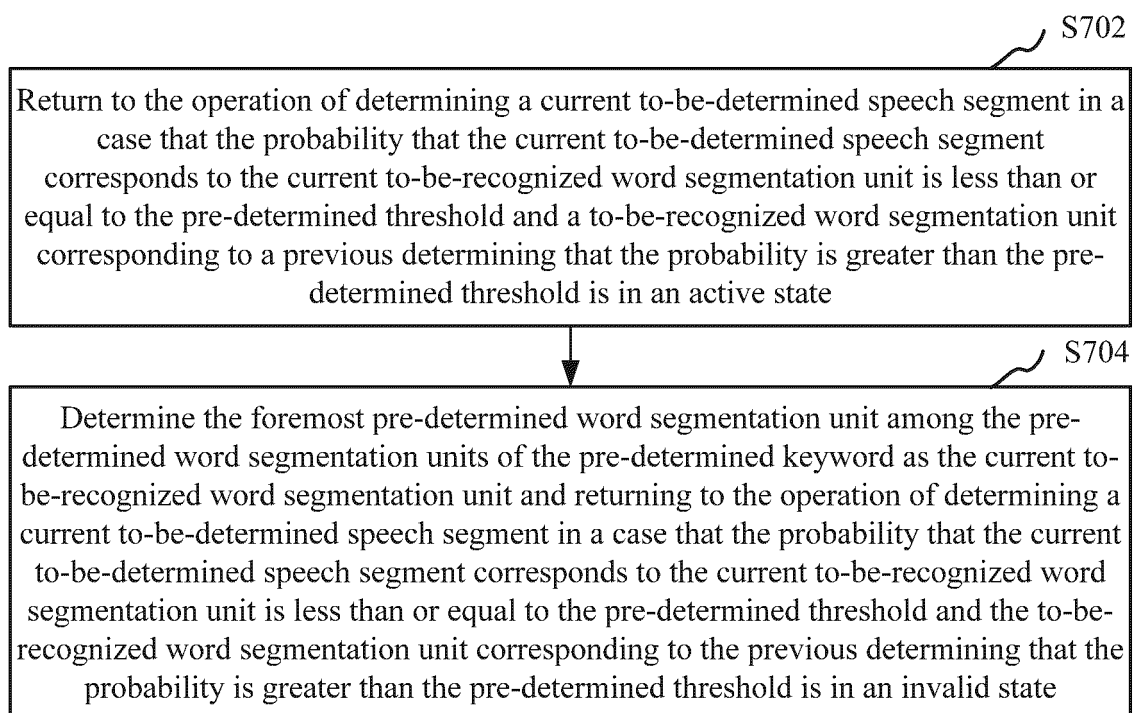 S702
Return to the operation of determining a current to-be-determined speech segment in a
case that the probability that the current to-be-determined speech segment
corresponds to the current to-be-recognized word segmentation unit is less than or
equal to the pre-determined threshold and a to-be-recognized word segmentation unit
corresponding to a previous determining that the probability is greater than the pre-
determined threshold is in an active state
S704
Determine the foremost pre-determined word segmentation unit among the pre-
determined word segmentation units of the pre-determined keyword as the current to-
be-recognized word segmentation unit and returning to the operation of determining a
current to-be-determined speech segment in a case that the probability that the current
to-be-determined speech segment corresponds to the current to-be-recognized word
segmentation unit is less than or equal to the pre-determined threshold and the to-be-
recognized word segmentation unit corresponding to the previous determining that the
probability is greater than the pre-determined threshold is in an invalid state